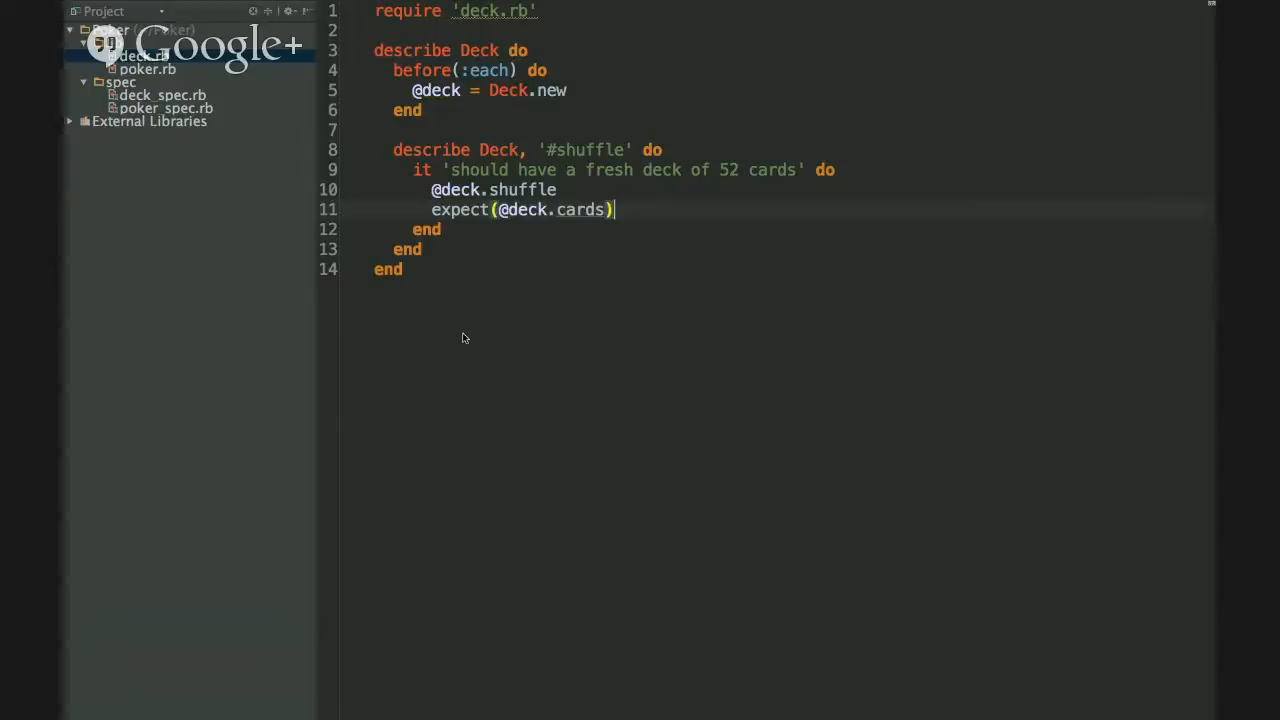 Project
Poker (~/Poker)
deck.rb
poker.rb
spec
deck_spec.rb
poker_spec.rb
External Libraries
Google+
1 require 'deck.rb'
2
3 describe Deck do
4 before(:each) do
5 @deck = Deck.new
6 end
7
8 describe Deck, '#shuffle' do
9 it 'should have a fresh deck of 52 cards' do
10 @deck.shuffle
11 expect(@deck.cards)
12 end
13 end
14 end